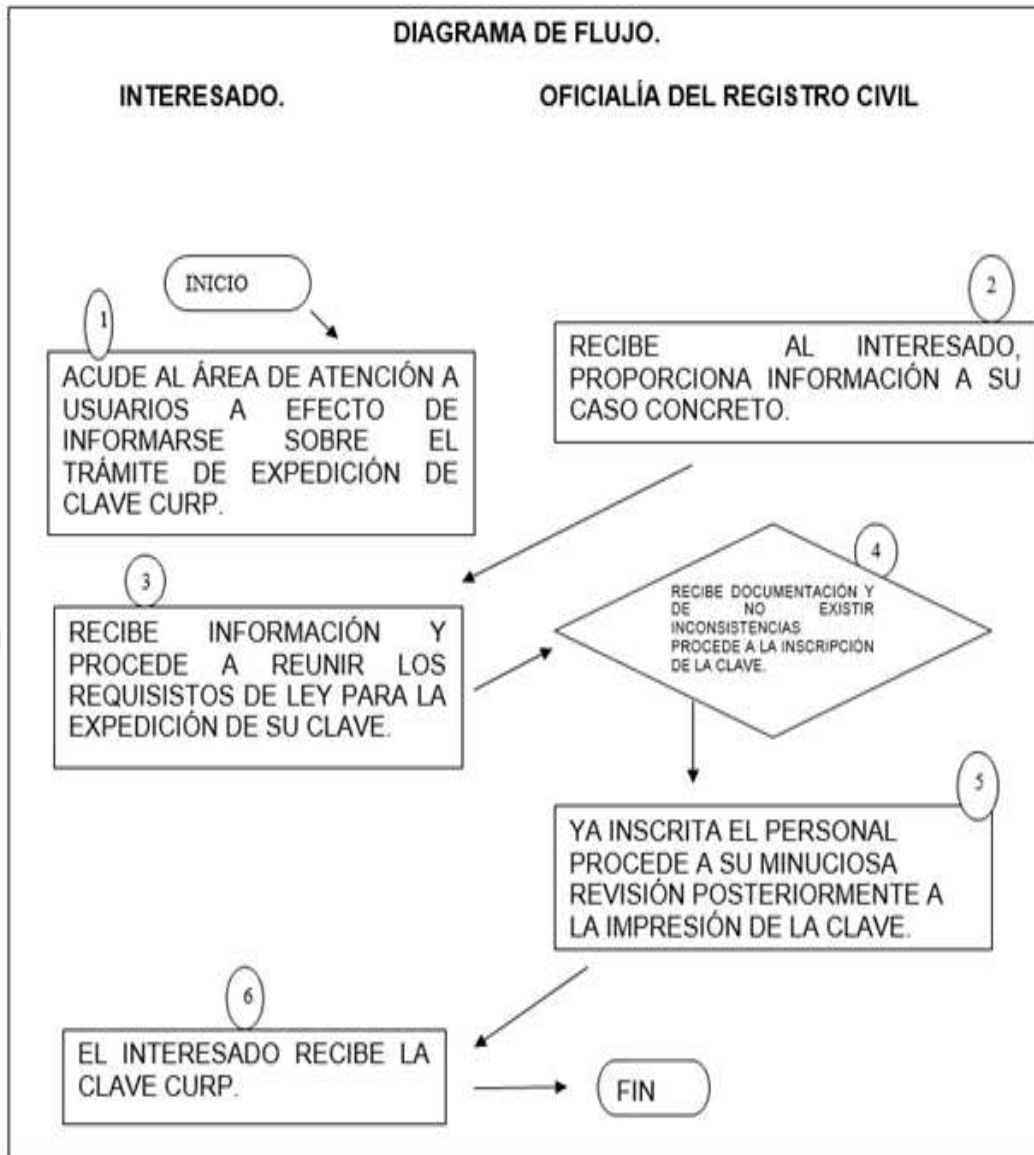 DIAGRAMA DE FLUJO.
INTERESADO.
OFICIALÍA DEL REGISTRO CIVIL
INICIO
1
ACUDE AL ÁREA DE ATENCIÓN A
USUARIOS A EFECTO DE
INFORMARSE SOBRE EL
TRÁMITE DE EXPEDICIÓN DE
CLAVE CURP.
2
RECIBE AL INTERESADO,
PROPORCIONA INFORMACIÓN A SU
CASO CONCRETO.
3
RECIBE INFORMACIÓN Y
PROCEDE A REUNIR LOS
REQUISISTOS DE LEY PARA LA
EXPEDICIÓN DE SU CLAVE.
4
RECIBE DOCUMENTACIÓN Y
DE NO EXISTIR
INCONSISTENCIAS
PROCEDE A LA INSCRIPCIÓN
DE LA CLAVE.
5
YA INSCRITA EL PERSONAL
PROCEDE A SU MINUCIOSA
REVISIÓN POSTERIORMENTE A
LA IMPRESIÓN DE LA CLAVE.
6
EL INTERESADO RECIBE LA
CLAVE CURP.
FIN